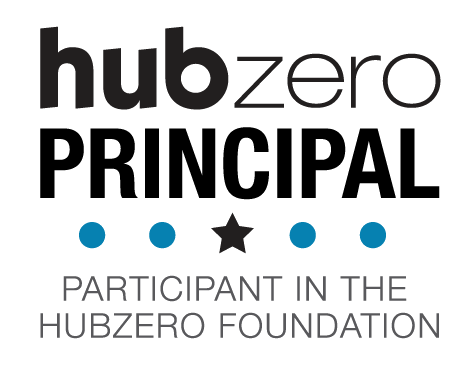 hubzero
PRINCIPAL
PARTICIPANT IN THE
HUBZERO FOUNDATION